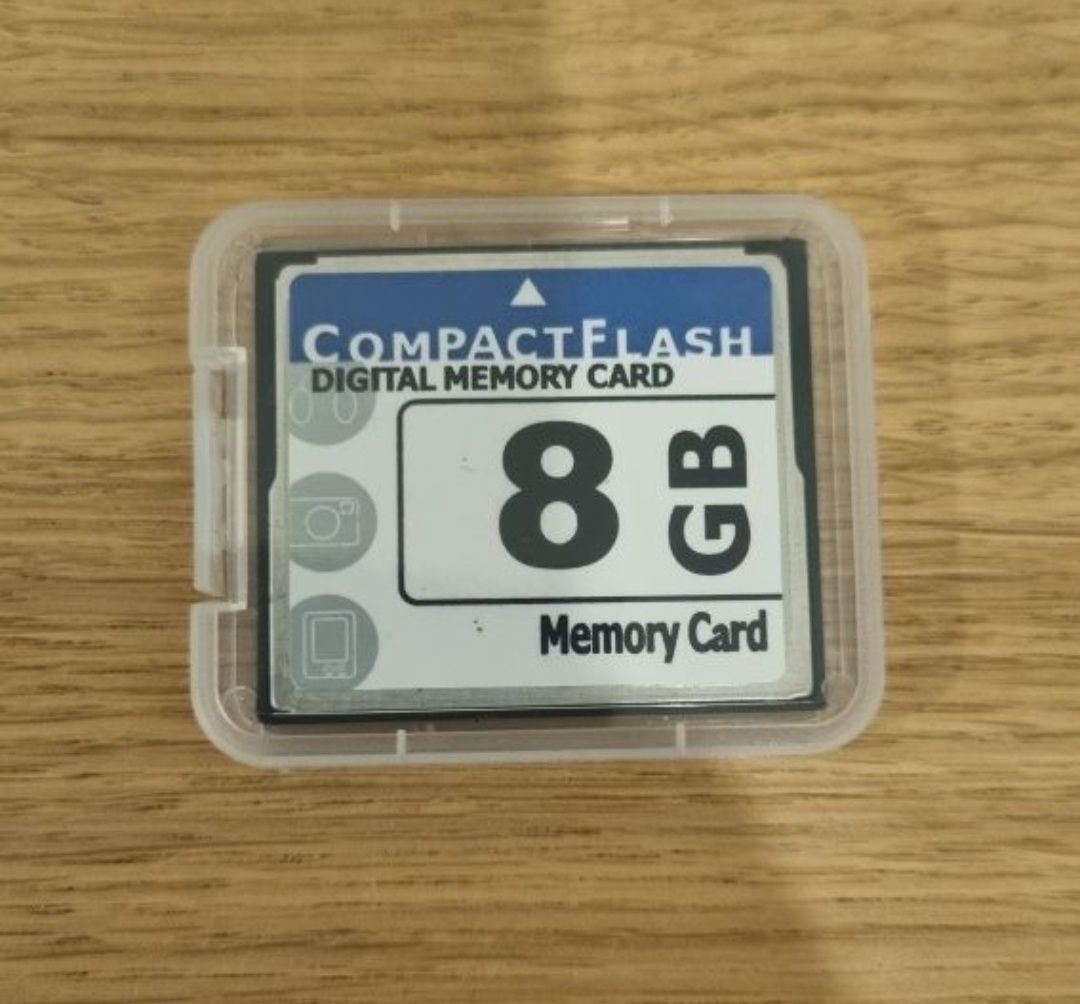 COMPACTFLASH
DIGITAL MEMORY CARD
8 GB
Memory Card